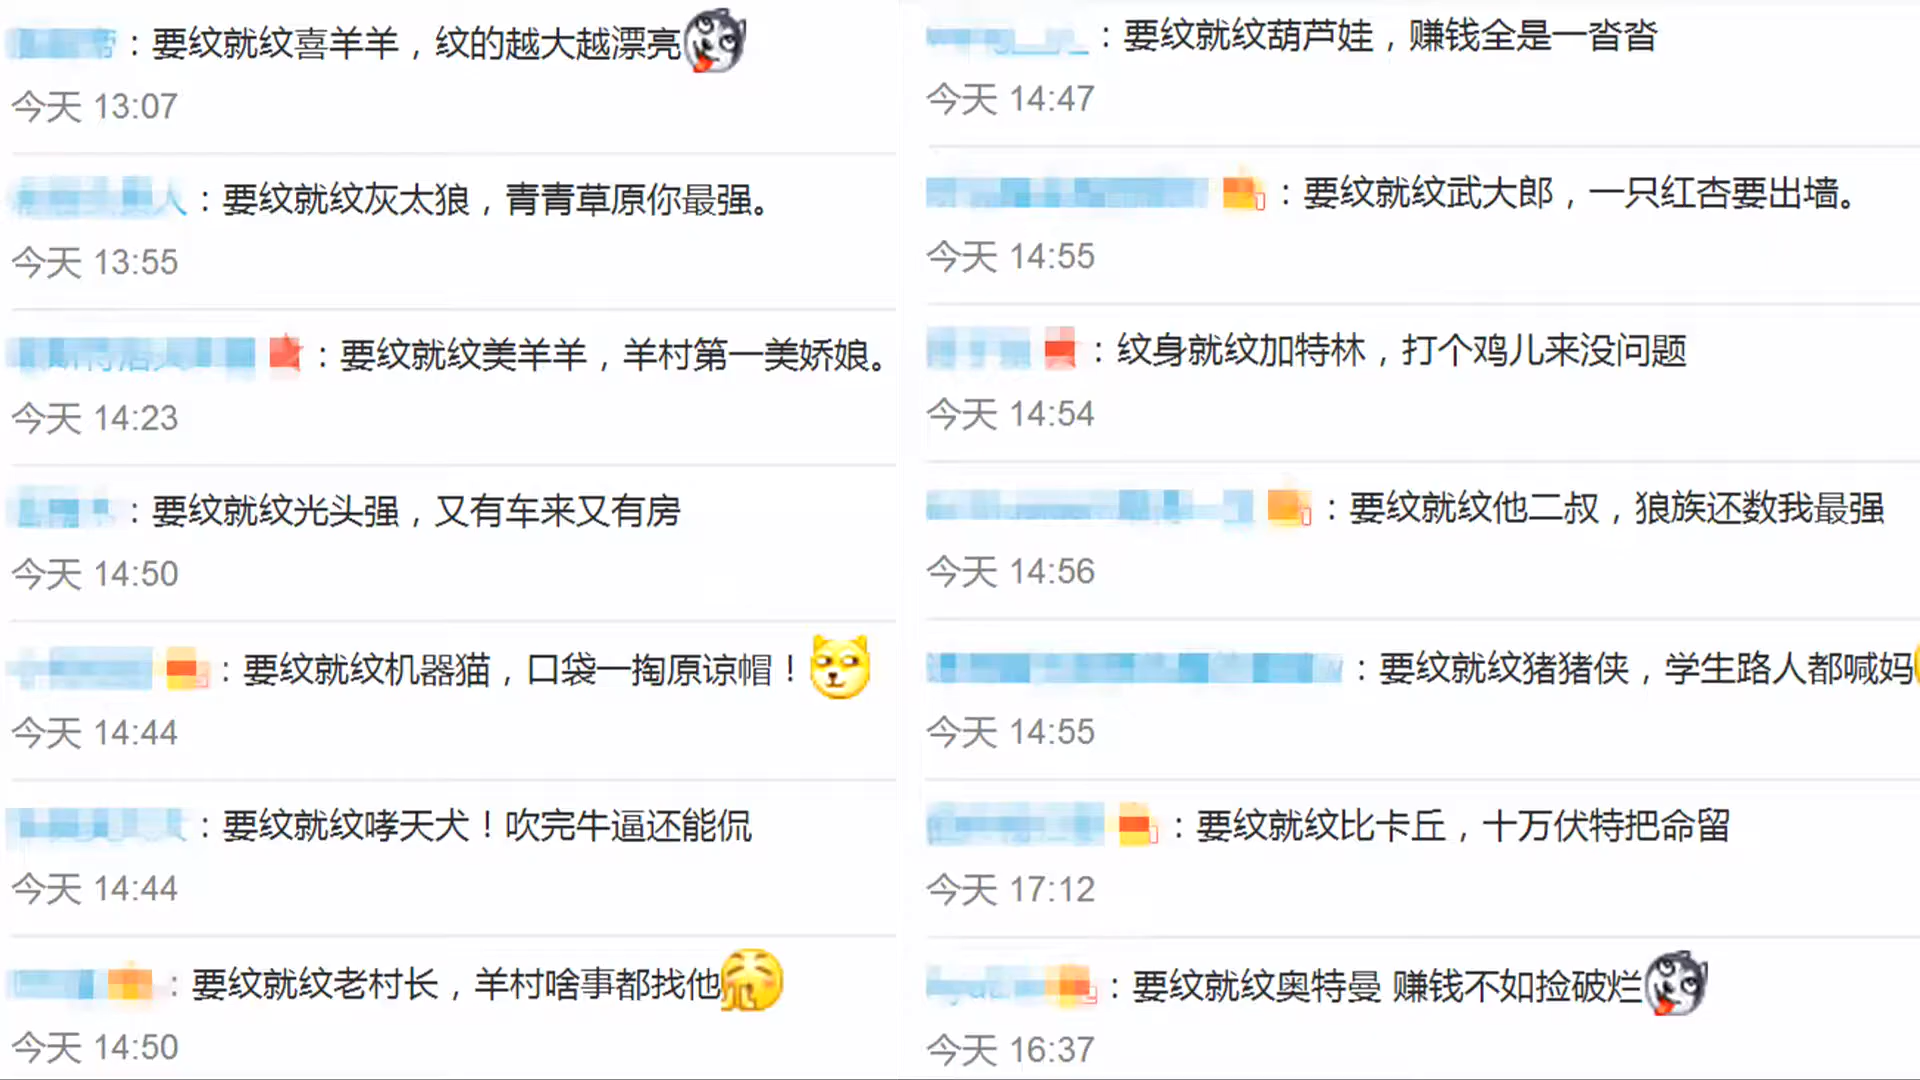 ：要纹就纹喜羊羊，纹的越大越漂亮
今天 13:07
：要纹就纹灰太狼，青青草原你最强。
今天 13:55
：要纹就纹美羊羊，羊村第一美娇娘。
今天 14:23
：要纹就纹光头强，又有车来又有房
今天 14:50
：要纹就纹机器猫，口袋一掏原谅帽！
今天 14:44
：要纹就纹哮天犬！吹完牛逼还能侃
今天 14:44
：要纹就纹老村长，羊村啥事都找他
今天 14:50
：要纹就纹葫芦娃，赚钱全是一沓沓
今天 14:47
：要纹就纹武大郎，一只红杏要出墙。
今天 14:55
：纹身就纹加特林，打个鸡儿来没问题
今天 14:54
：要纹就纹他二叔，狼族还数我最强
今天 14:56
：要纹就纹猪猪侠，学生路人都喊妈
今天 14:55
：要纹就纹比卡丘，十万伏特把命留
今天 17:12
：要纹就纹奥特曼 赚钱不如捡破烂
今天 16:37